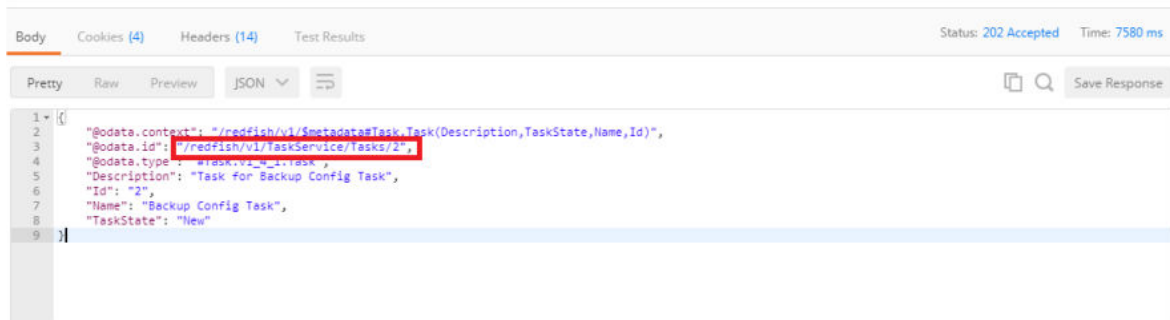 Body Cookies (4) Headers (14) Test Results Status: 202 Accepted Time: 7580 ms
Pretty Raw Preview JSON Save Response
1 {
2 "@odata.context": "/redfish/v1/$metadata#Task.Task(Description,TaskState,Name,Id)",
3 "@odata.id": "/redfish/v1/TaskService/Tasks/2",
4 "@odata.type": "#Task.v1_4_1.Task",
5 "Description": "Task for Backup Config Task",
6 "Id": "2",
7 "Name": "Backup Config Task",
8 "TaskState": "New"
9 }